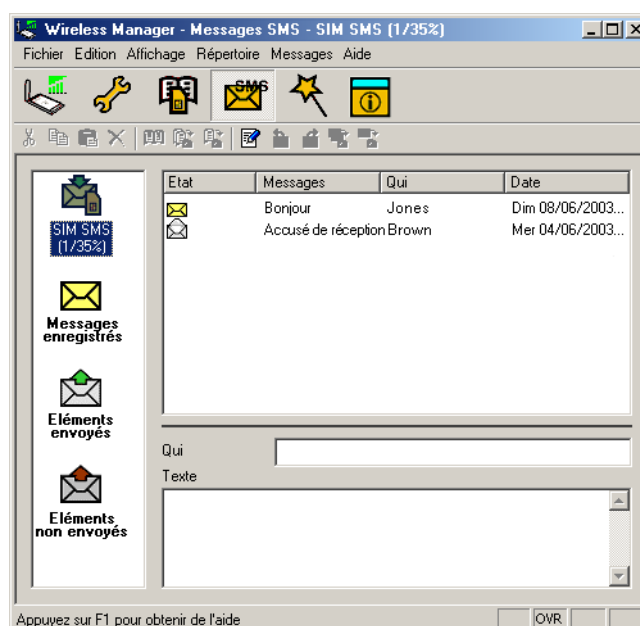 Wireless Manager - Messages SMS - SIM SMS (1/35%)
Fichier Edition Affichage Répertoire Messages Aide
SMS
Etat Messages Qui Date
Bonjour Jones Dim 08/06/2003...
Accusé de réception Brown Mer 04/06/2003...
SIM SMS
(1/35%)
Messages
enregistrés
Eléments
envoyés
Eléments
non envoyés
Qui
Texte
Appuyez sur F1 pour obtenir de l'aide OVR